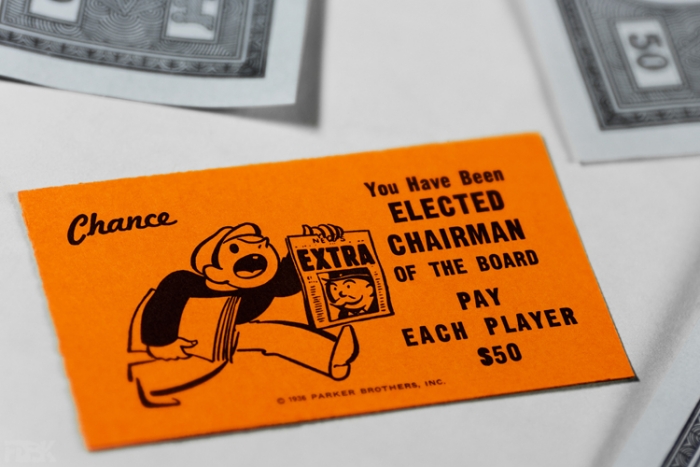 50
Chance
You Have Been
ELECTED
CHAIRMAN
OF THE BOARD
PAY
EACH PLAYER
$50
NEWS
EXTRA
© 1936 PARKER BROTHERS, INC.